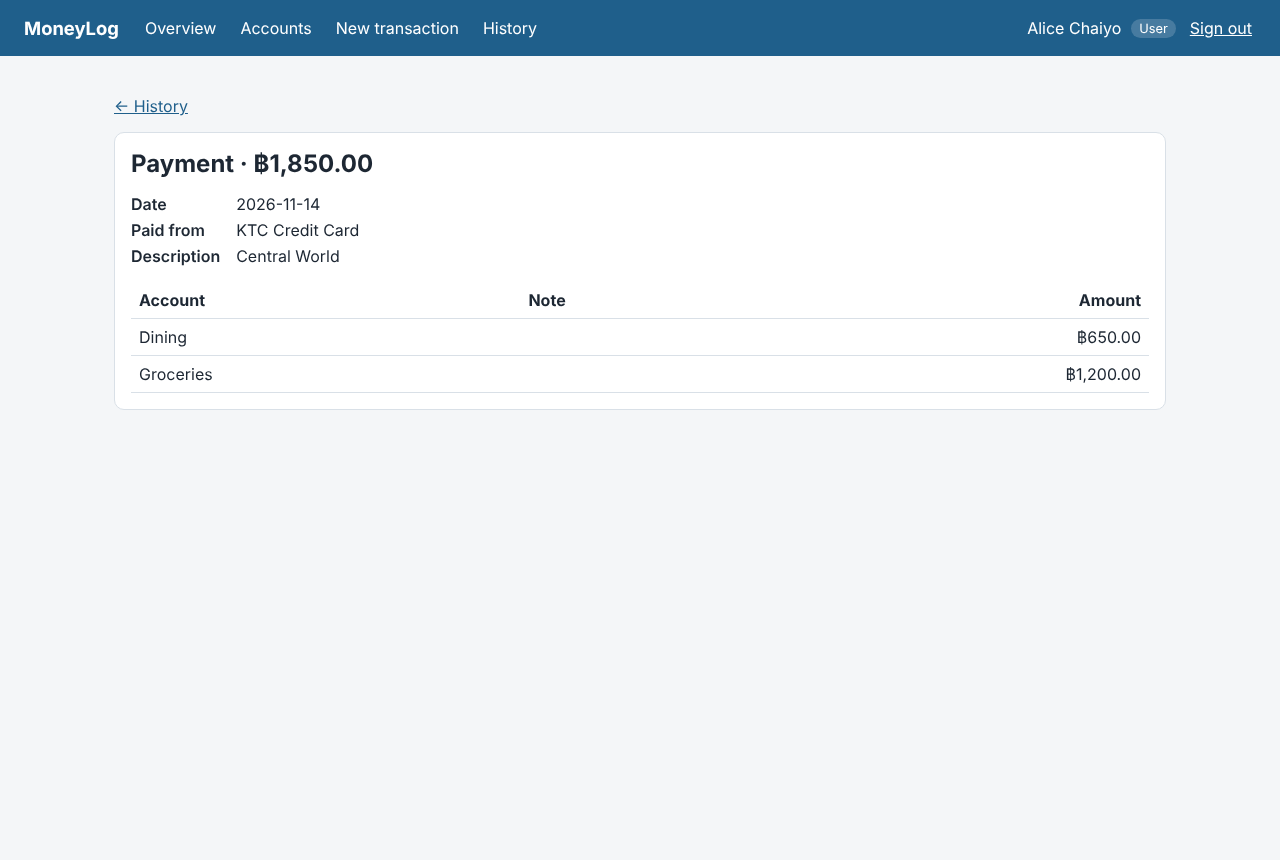 MoneyLog Overview Accounts New transaction History Alice Chaiyo User Sign out
← History
Payment · ฿1,850.00
Date 2026-11-14
Paid from KTC Credit Card
Description Central World
Account Note Amount
Dining ฿650.00
Groceries ฿1,200.00